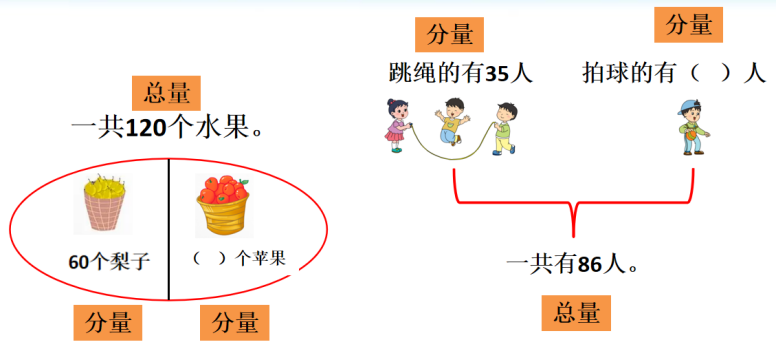 总量
一共120个水果。
60个梨子
（ ）个苹果
分量
分量
分量
跳绳的有35人
分量
拍球的有（ ）人
一共有86人。
总量